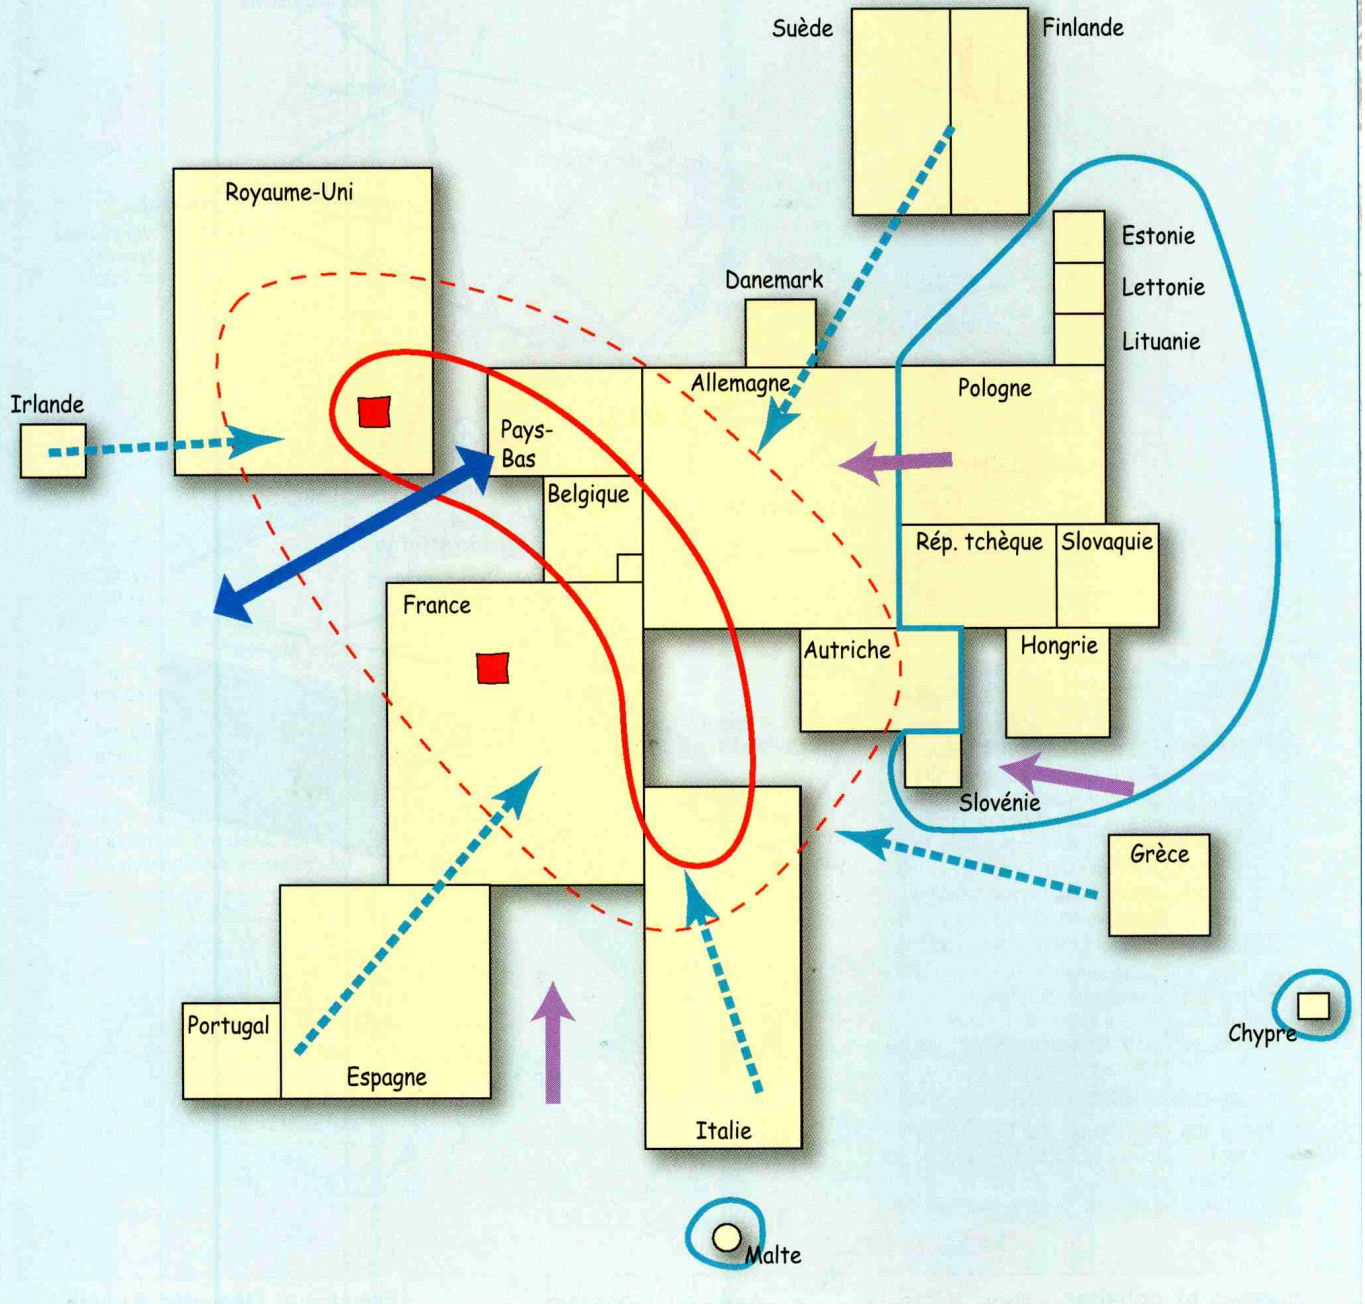 Suède
Finlande
Royaume-Uni
Estonie
Danemark
Lettonie
Lituanie
Allemagne
Pologne
Irlande
Pays-
Bas
Belgique
Rép. tchèque
Slovaquie
France
Autriche
Hongrie
Slovénie
Grèce
Portugal
Chypre
Espagne
Italie
Malte